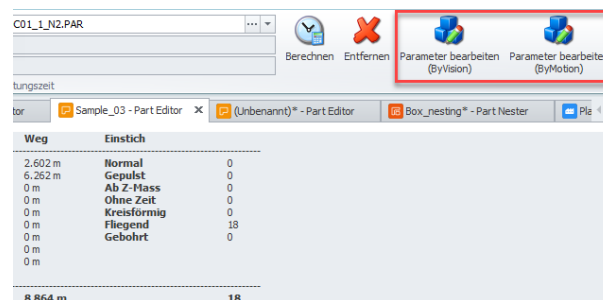 C01_1_N2.PAR
Berechnen Entfernen Parameter bearbeiten (ByVision) Parameter bearbeite (ByMotion)
tungszeit
tor Sample_03 - Part Editor X (Unbenannt)* - Part Editor Box_nesting* - Part Nester Pla
Weg Einstich
2.602 m Normal 0
6.262 m Gepulst 0
0 m Ab Z-Mass 0
0 m Ohne Zeit 0
0 m Kreisförmig 0
0 m Fliegend 18
0 m Gebohrt 0
0 m
0 m
8.864 m 18